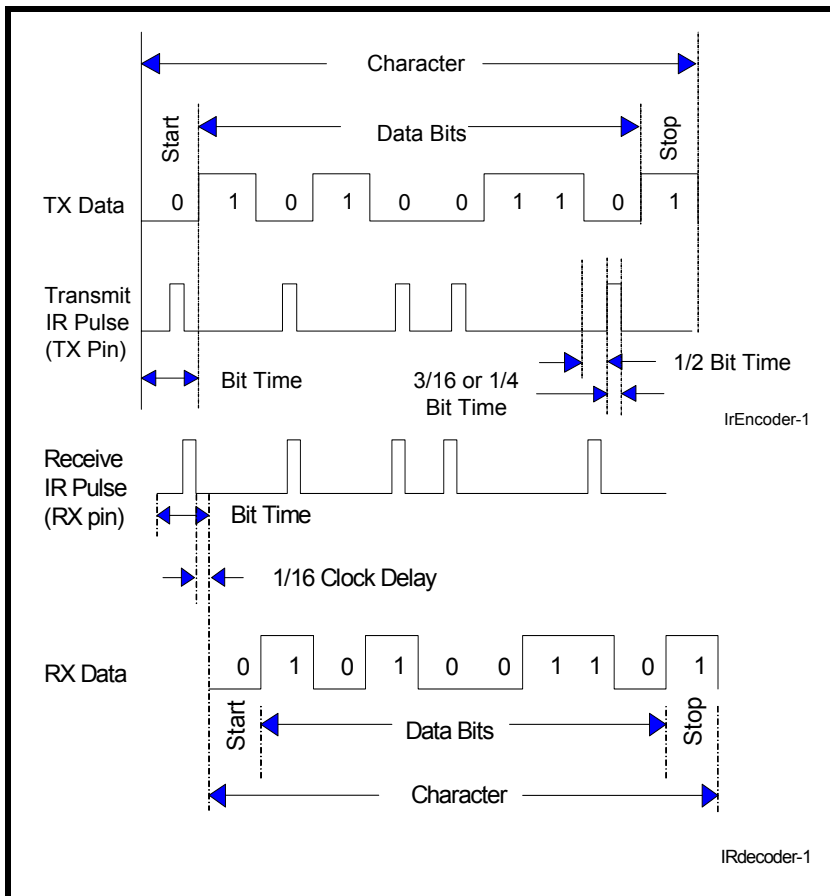 Character
Start
Data Bits
Stop
TX Data
0 1 0 1 0 0 1 1 0 1
Transmit
IR Pulse
(TX Pin)
Bit Time
3/16 or 1/4
Bit Time
1/2 Bit Time
IrEncoder-1
Receive
IR Pulse
(RX pin)
Bit Time
1/16 Clock Delay
RX Data
0 1 0 1 0 0 1 1 0 1
Start
Data Bits
Stop
Character
IRdecoder-1